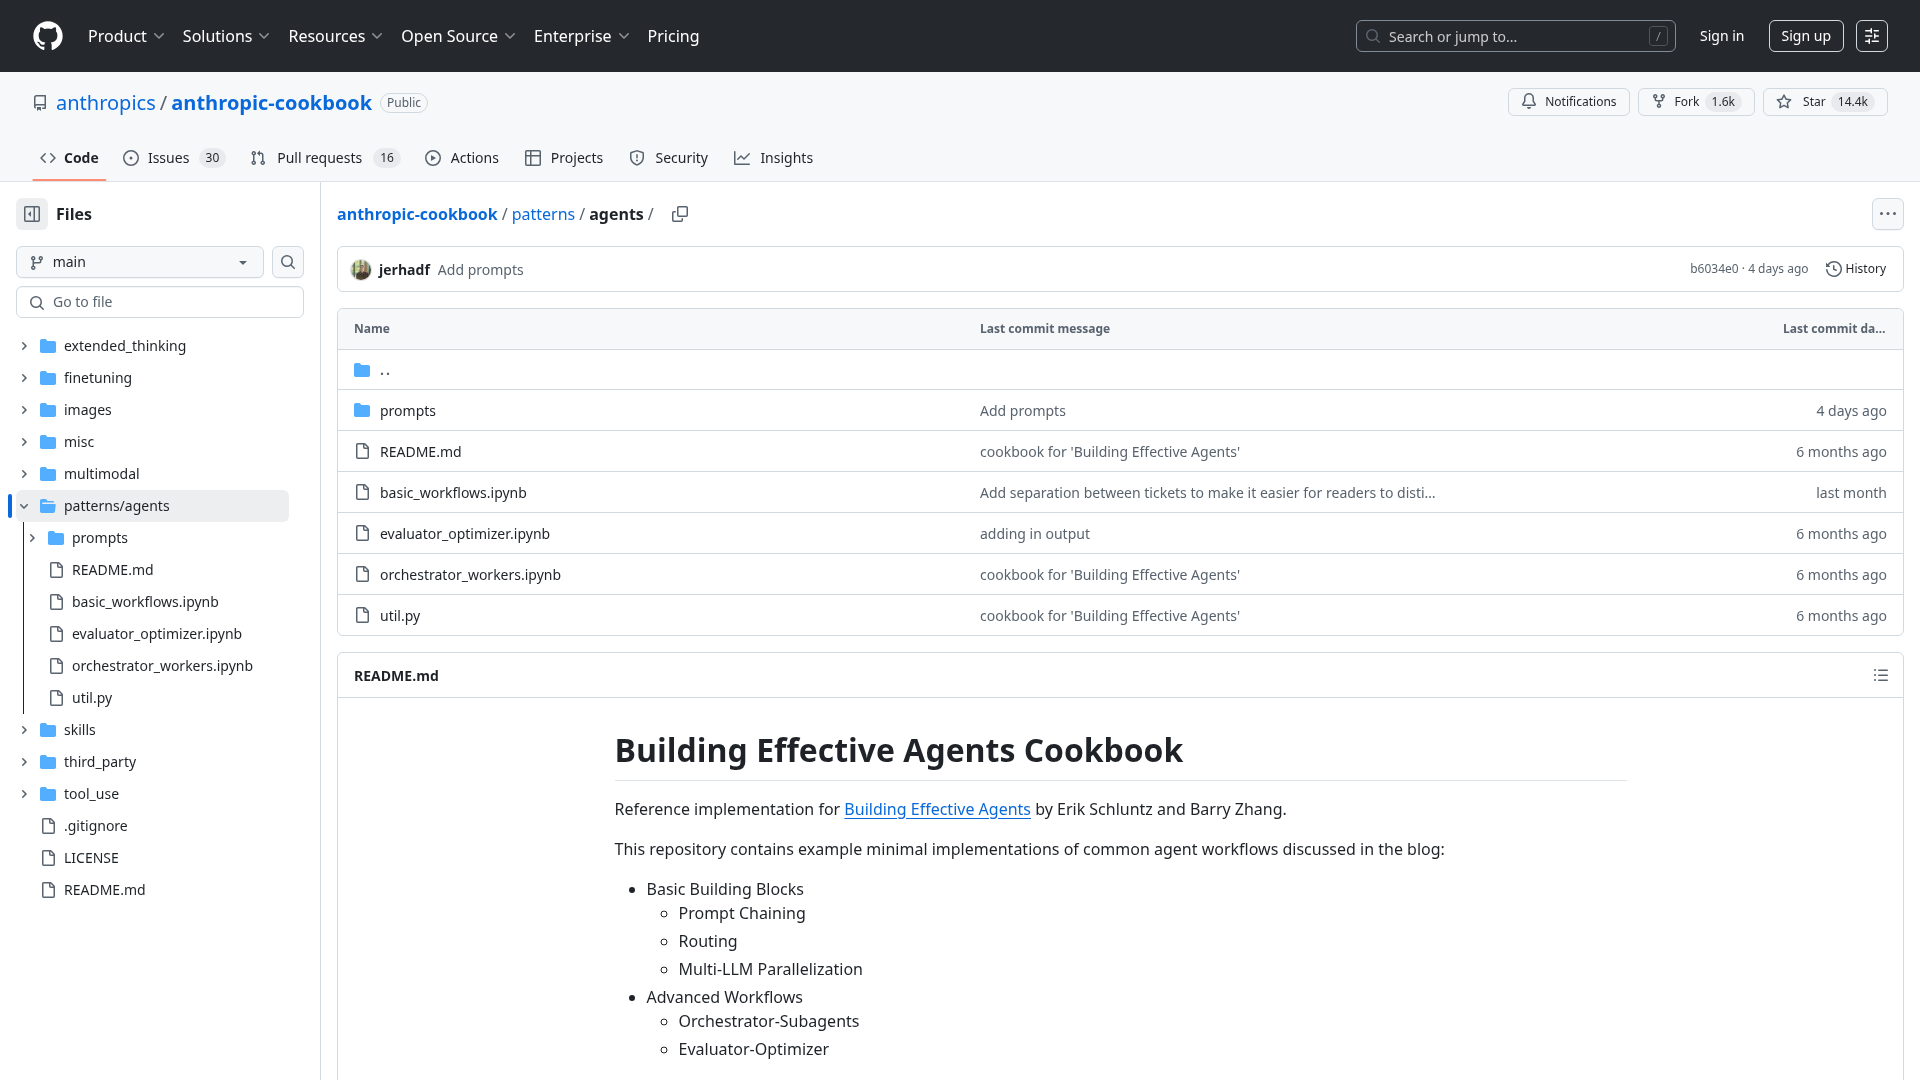 Product Solutions Resources Open Source Enterprise Pricing Search or jump to... / Sign in Sign up
anthropics / anthropic-cookbook Public Notifications Fork 1.6k Star 14.4k
Code Issues 30 Pull requests 16 Actions Projects Security Insights
Files
main
Go to file
extended_thinking
finetuning
images
misc
multimodal
patterns/agents
prompts
README.md
basic_workflows.ipynb
evaluator_optimizer.ipynb
orchestrator_workers.ipynb
util.py
skills
third_party
tool_use
.gitignore
LICENSE
README.md
anthropic-cookbook / patterns / agents /
jerhadf Add prompts b6034e0 · 4 days ago History
Name Last commit message Last commit da...
..
prompts Add prompts 4 days ago
README.md cookbook for 'Building Effective Agents' 6 months ago
basic_workflows.ipynb Add separation between tickets to make it easier for readers to disti... last month
evaluator_optimizer.ipynb adding in output 6 months ago
orchestrator_workers.ipynb cookbook for 'Building Effective Agents' 6 months ago
util.py cookbook for 'Building Effective Agents' 6 months ago
README.md
Building Effective Agents Cookbook
Reference implementation for Building Effective Agents by Erik Schluntz and Barry Zhang.
This repository contains example minimal implementations of common agent workflows discussed in the blog:
Basic Building Blocks
Prompt Chaining
Routing
Multi-LLM Parallelization
Advanced Workflows
Orchestrator-Subagents
Evaluator-Optimizer